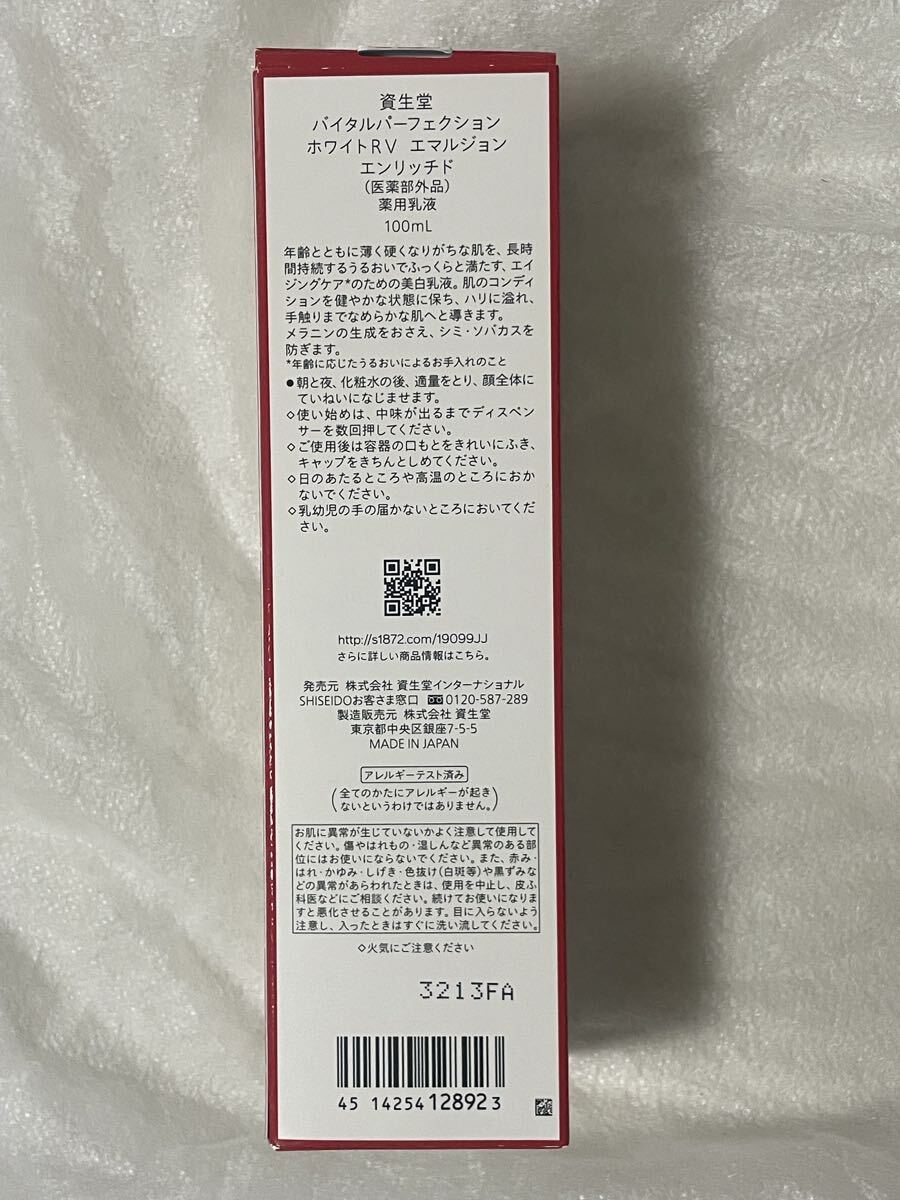 資生堂
バイタルパーフェクション
ホワイトRV エマルジョン
エンリッチド
(医薬部外品)
薬用乳液
100mL
年齢とともに薄く硬くなりがちな肌を、長時
間持続するうるおいでふっくらと満たす、エイ
ジングケア*のための美白乳液。肌のコンディ
ションを健やかな状態に保ち、ハリに溢れ、
手触りまでなめらかな肌へと導きます。
メラニンの生成をおさえ、シミ・ソバカスを
防ぎます。
*年齢に応じたうるおいによるお手入れのこと
●朝と夜、化粧水の後、適量をとり、顔全体に
ていねいになじませます。
◇使い始めは、中味が出るまでディスペン
サーを数回押してください。
◇ご使用後は容器の口もとをきれいにふき、
キャップをきちんとしめてください。
◇日のあたるところや高温のところにおか
ないでください。
◇乳幼児の手の届かないところにおいてくだ
さい。
http://s1872.com/19099JJ
さらに詳しい商品情報はこちら。
発売元 株式会社 資生堂インターナショナル
SHISEIDOお客さま窓口 0120-587-289
製造販売元 株式会社 資生堂
東京都中央区銀座7-5-5
MADE IN JAPAN
アレルギーテスト済み
(全てのかたにアレルギーが起き
ないというわけではありません。)
お肌に異常が生じていないかよく注意して使用して
ください。傷やはれもの・湿しんなど異常のある部
位にはお使いにならないでください。また、赤み・
はれ・かゆみ・しげき・色抜け(白斑等)や黒ずみな
どの異常があらわれたときは、使用を中止し、皮ふ
科医などにご相談ください。続けてお使いになりま
すと悪化させることがあります。目に入らないよう
注意し、入ったときはすぐに洗い流してください。
◇火気にご注意ください
3213FA
45 14254 12892 3